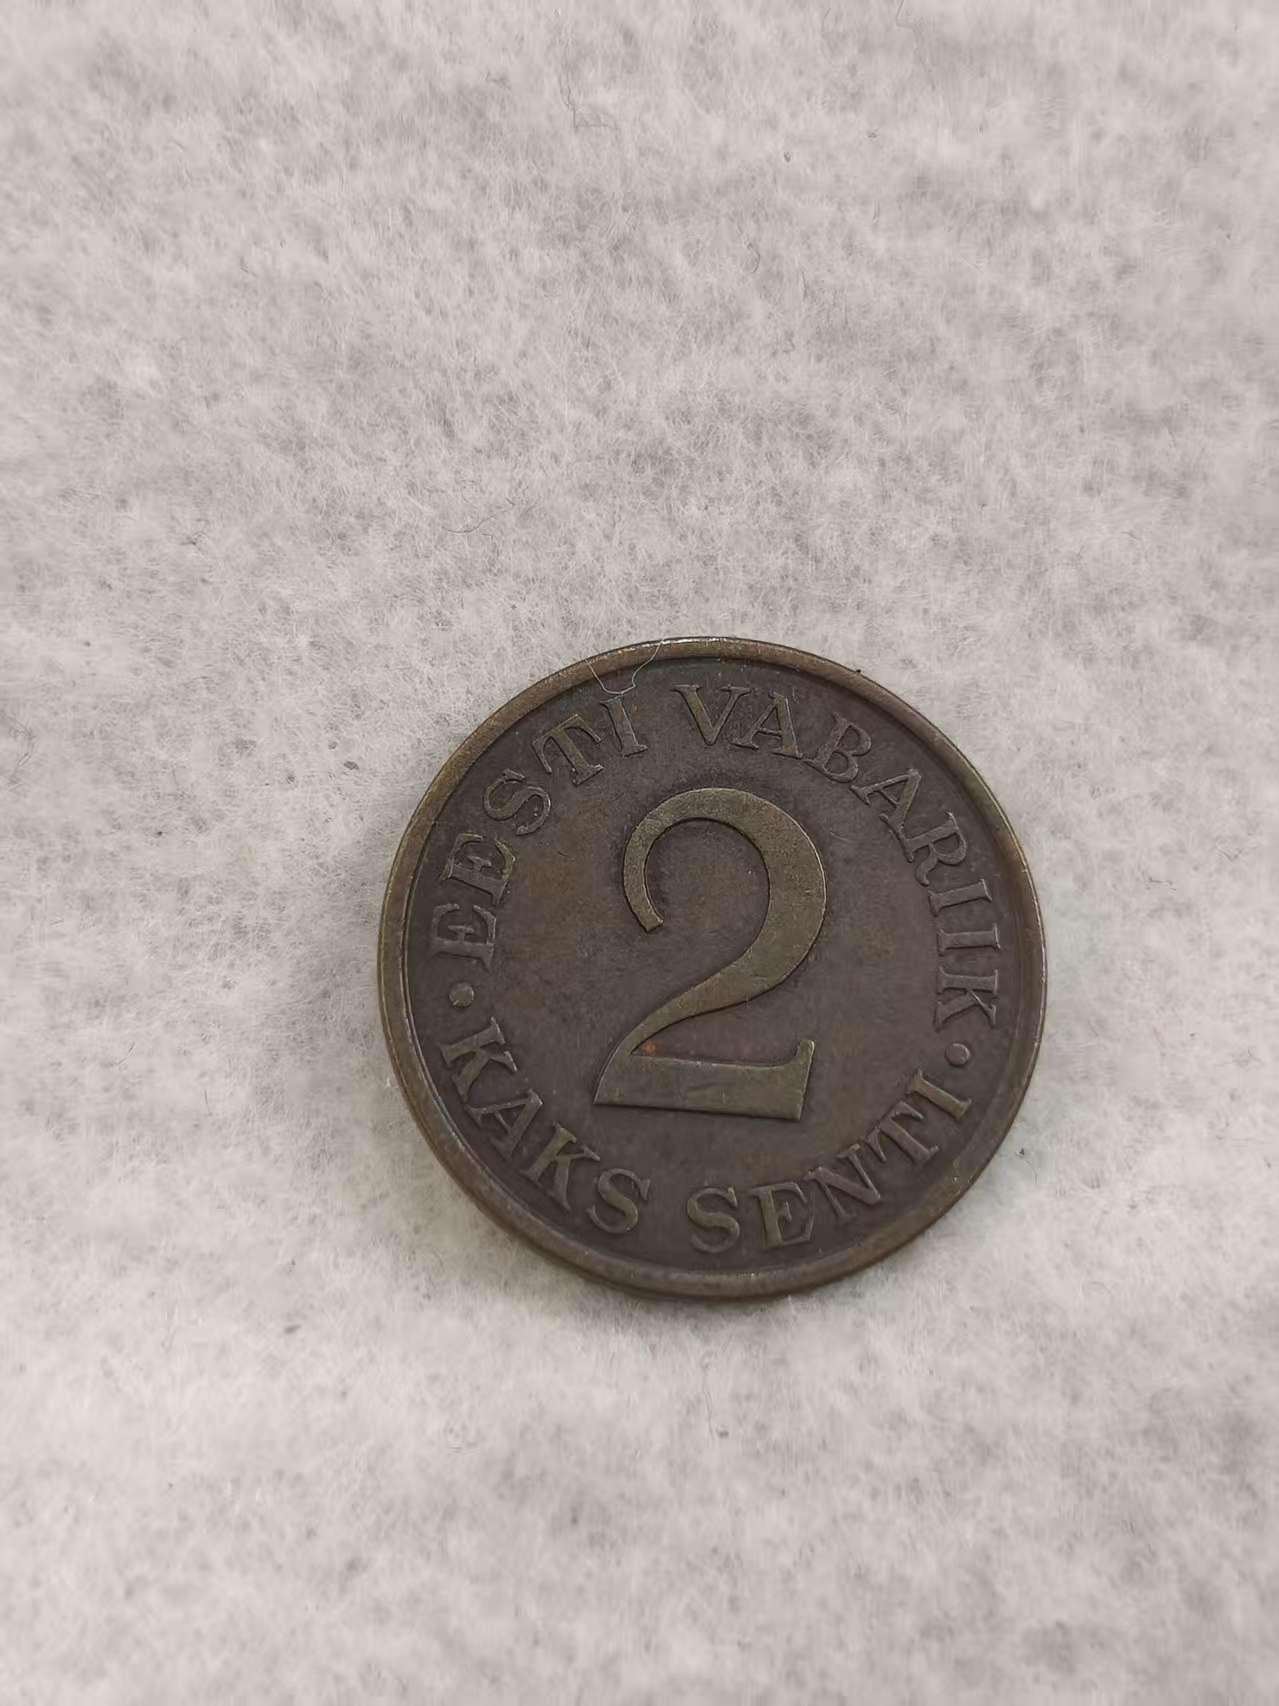 EESTI VABARIIK
2
KAKS SENTI